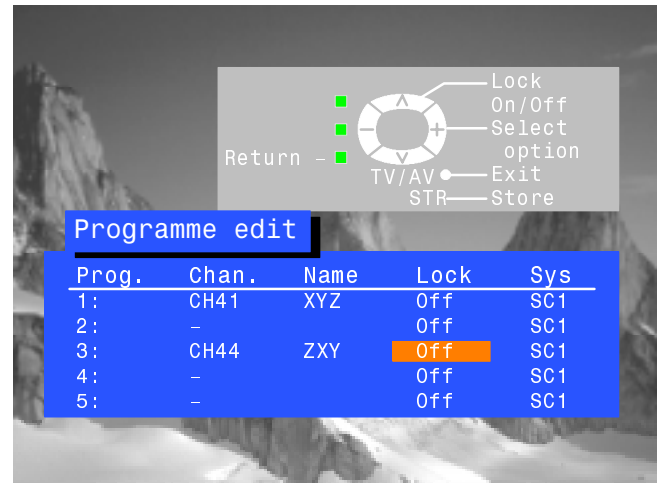 Lock
On/Off
Select
option
Return –
TV/AV Exit
STR Store
Programme edit
Prog. Chan. Name Lock Sys
1: CH41 XYZ Off SC1
2: – Off SC1
3: CH44 ZXY Off SC1
4: – Off SC1
5: – Off SC1